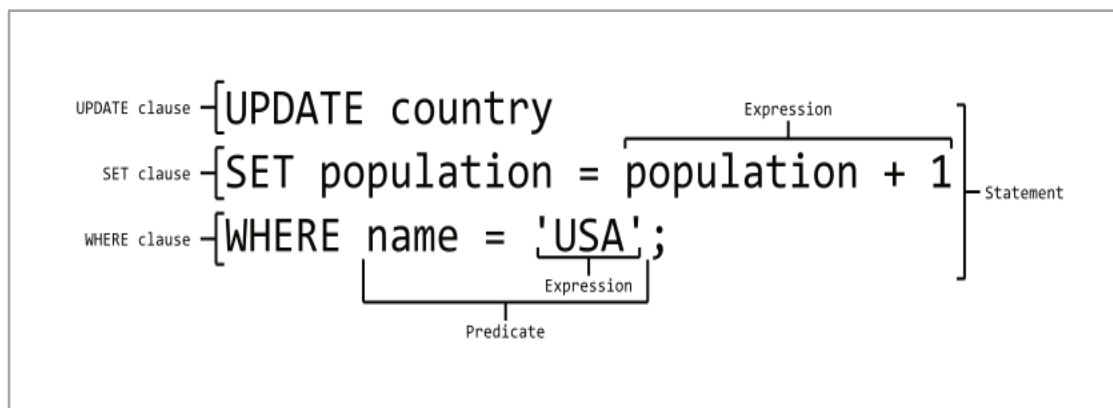 UPDATE clause UPDATE country
Expression
SET clause SET population = population + 1
Statement
WHERE clause WHERE name = 'USA';
Expression
Predicate